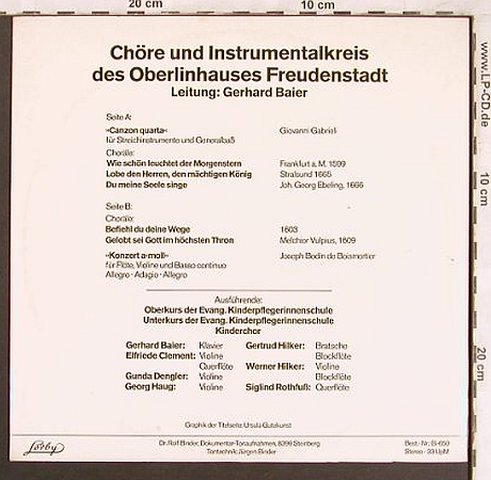 20 cm 10 cm
www.LP-CD.de
10 cm
20 cm
Chöre und Instrumentalkreis
des Oberlinhauses Freudenstadt
Leitung: Gerhard Baier
Seite A:
»Canzon quarta« Giovanni Gabrieli
für Streichinstrumente und Generalbaß
Choräle:
Wie schön leuchtet der Morgenstern Frankfurt a. M. 1599
Lobe den Herren, den mächtigen König Stralsund 1665
Du meine Seele singe Joh. Georg Ebeling, 1666
Seite B:
Choräle:
Befiehl du deine Wege 1603
Gelobt sei Gott im höchsten Thron Melchior Vulpius, 1609
»Konzert a-moll« Joseph Bodin de Boismortier
für Flöte, Violine und Basso continuo
Allegro · Adagio · Allegro
Ausführende:
Oberkurs der Evang. Kinderpflegerinnenschule
Unterkurs der Evang. Kinderpflegerinnenschule
Kinderchor
Gerhard Baier: Klavier Gertrud Hilker: Bratsche
Elfriede Clement: Violine Blockflöte
Querflöte Werner Hilker: Violine
Gunda Dengler: Violine Blockflöte
Georg Haug: Violine Siglind Rothfuß: Querflöte
Graphik der Titelseite: Ursula Gutekunst
Dr. Rolf Binder, Dokumentar-Tonaufnahmen, Best.-Nr. Bi-650
Tontechnik: Jürgen Binder Stereo · 33 UpM